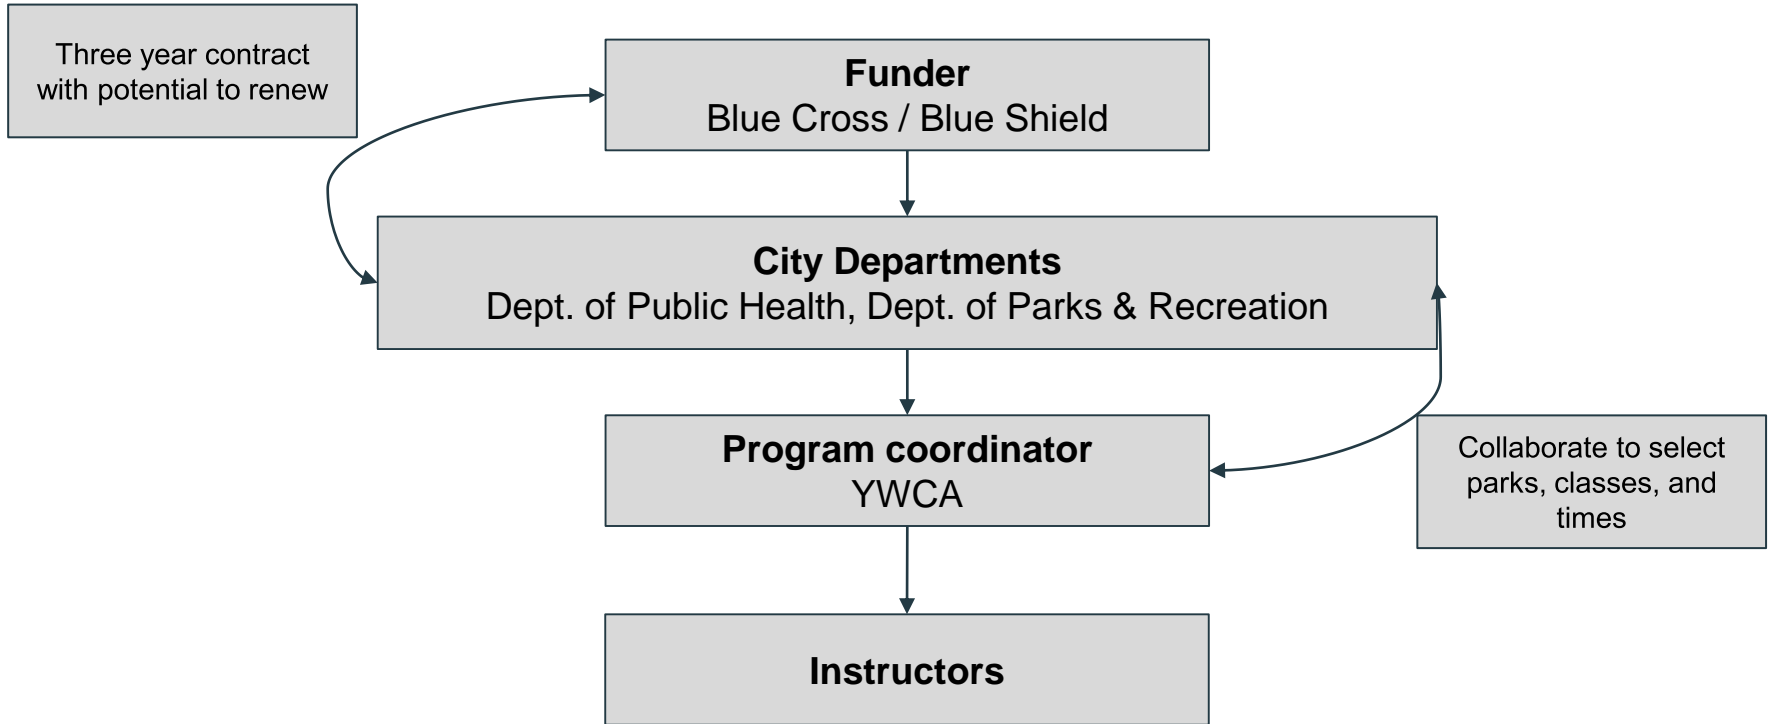 Three year contract
with potential to renew
Funder
Blue Cross / Blue Shield
City Departments
Dept. of Public Health, Dept. of Parks & Recreation
Program coordinator
YWCA
Collaborate to select
parks, classes, and
times
Instructors